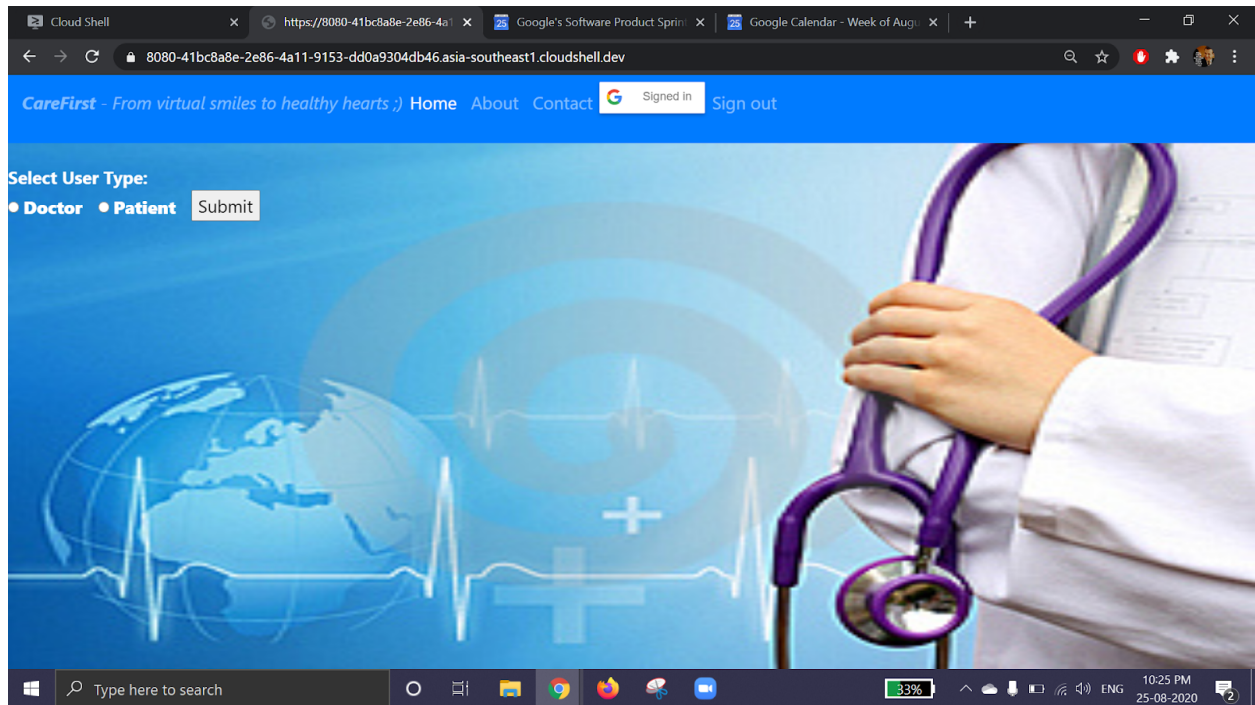 Cloud Shell
https://8080-41bc8a8e-2e86-4a1
Google's Software Product Sprint
Google Calendar - Week of Augu
8080-41bc8a8e-2e86-4a11-9153-dd0a9304db46.asia-southeast1.cloudshell.dev
CareFirst - From virtual smiles to healthy hearts ;) Home About Contact Signed in Sign out
Select User Type:
Doctor Patient Submit
Type here to search
33%
ENG
10:25 PM
25-08-2020
2